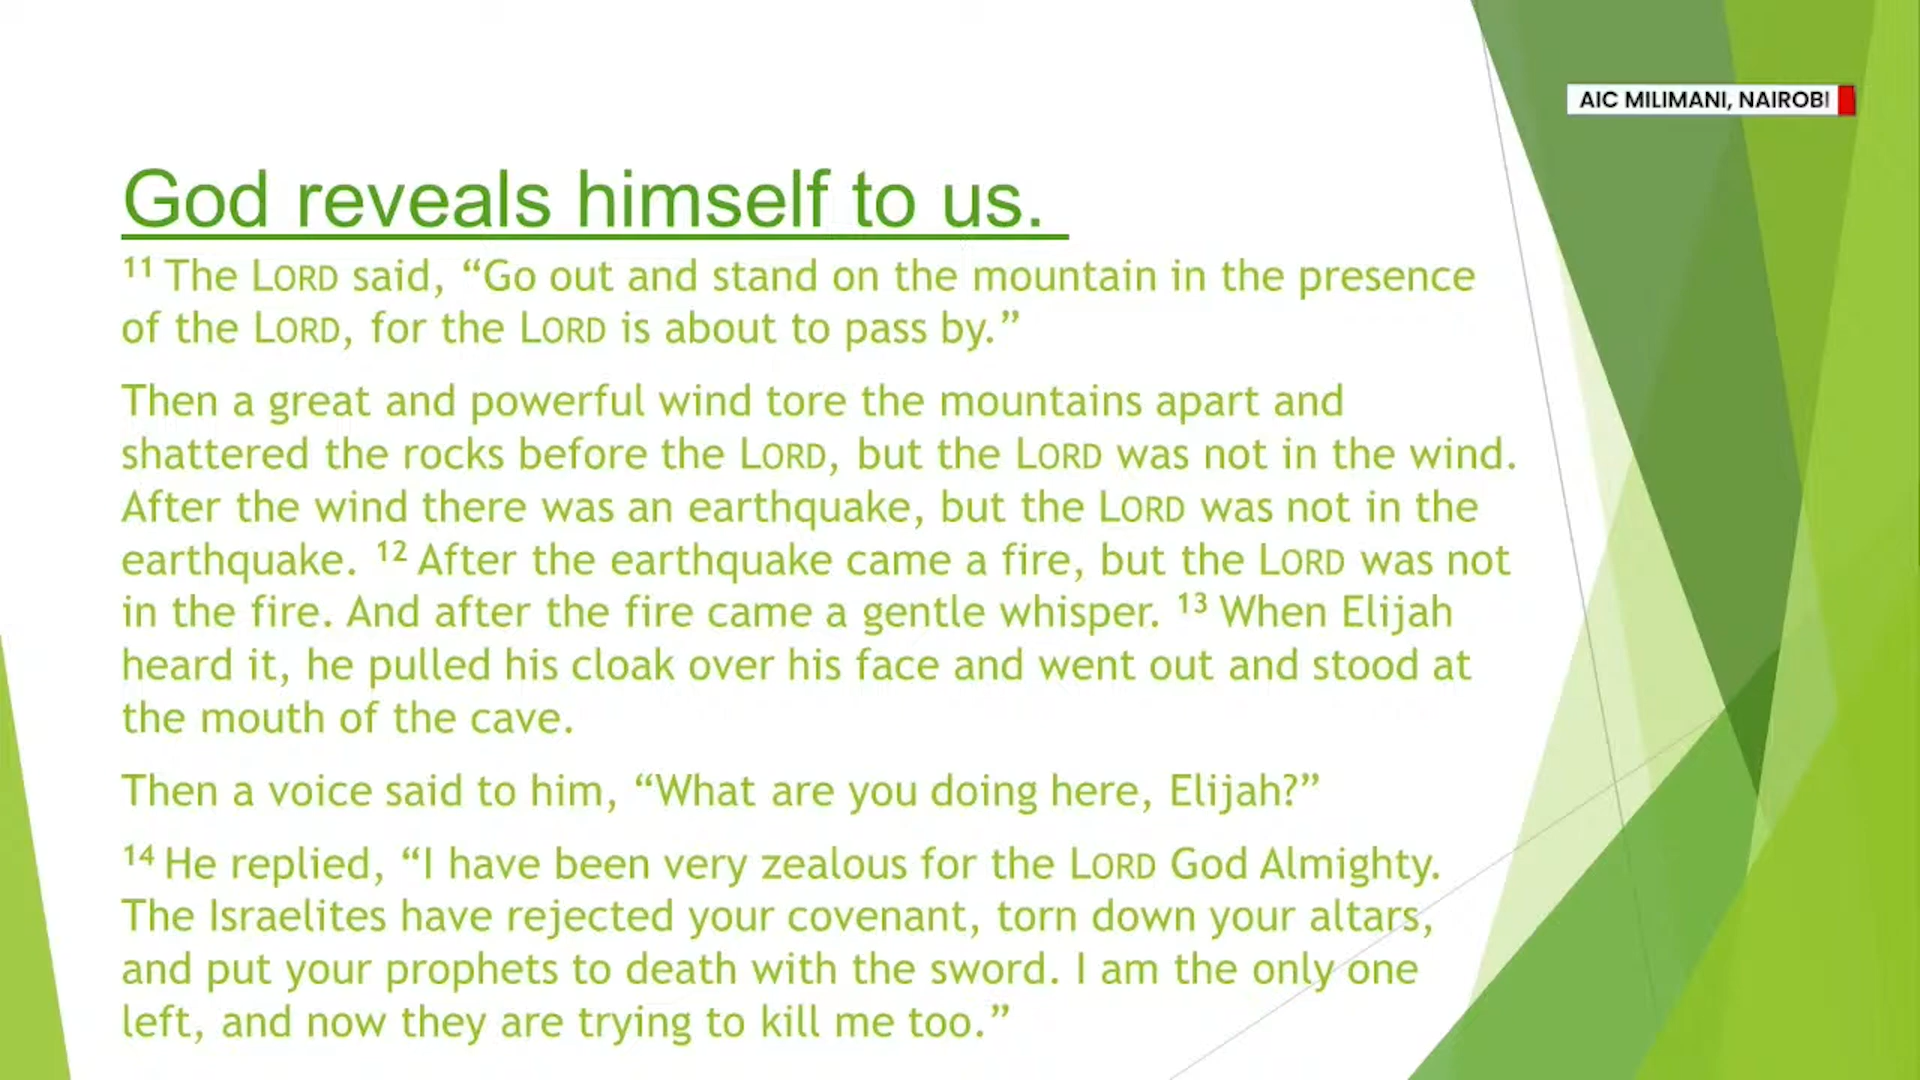 AIC MILIMANI, NAIROBI
God reveals himself to us.
¹¹ The LORD said, “Go out and stand on the mountain in the presence
of the LORD, for the LORD is about to pass by.”
Then a great and powerful wind tore the mountains apart and
shattered the rocks before the LORD, but the LORD was not in the wind.
After the wind there was an earthquake, but the LORD was not in the
earthquake. ¹² After the earthquake came a fire, but the LORD was not
in the fire. And after the fire came a gentle whisper. ¹³ When Elijah
heard it, he pulled his cloak over his face and went out and stood at
the mouth of the cave.
Then a voice said to him, “What are you doing here, Elijah?”
¹⁴ He replied, “I have been very zealous for the LORD God Almighty.
The Israelites have rejected your covenant, torn down your altars,
and put your prophets to death with the sword. I am the only one
left, and now they are trying to kill me too.”